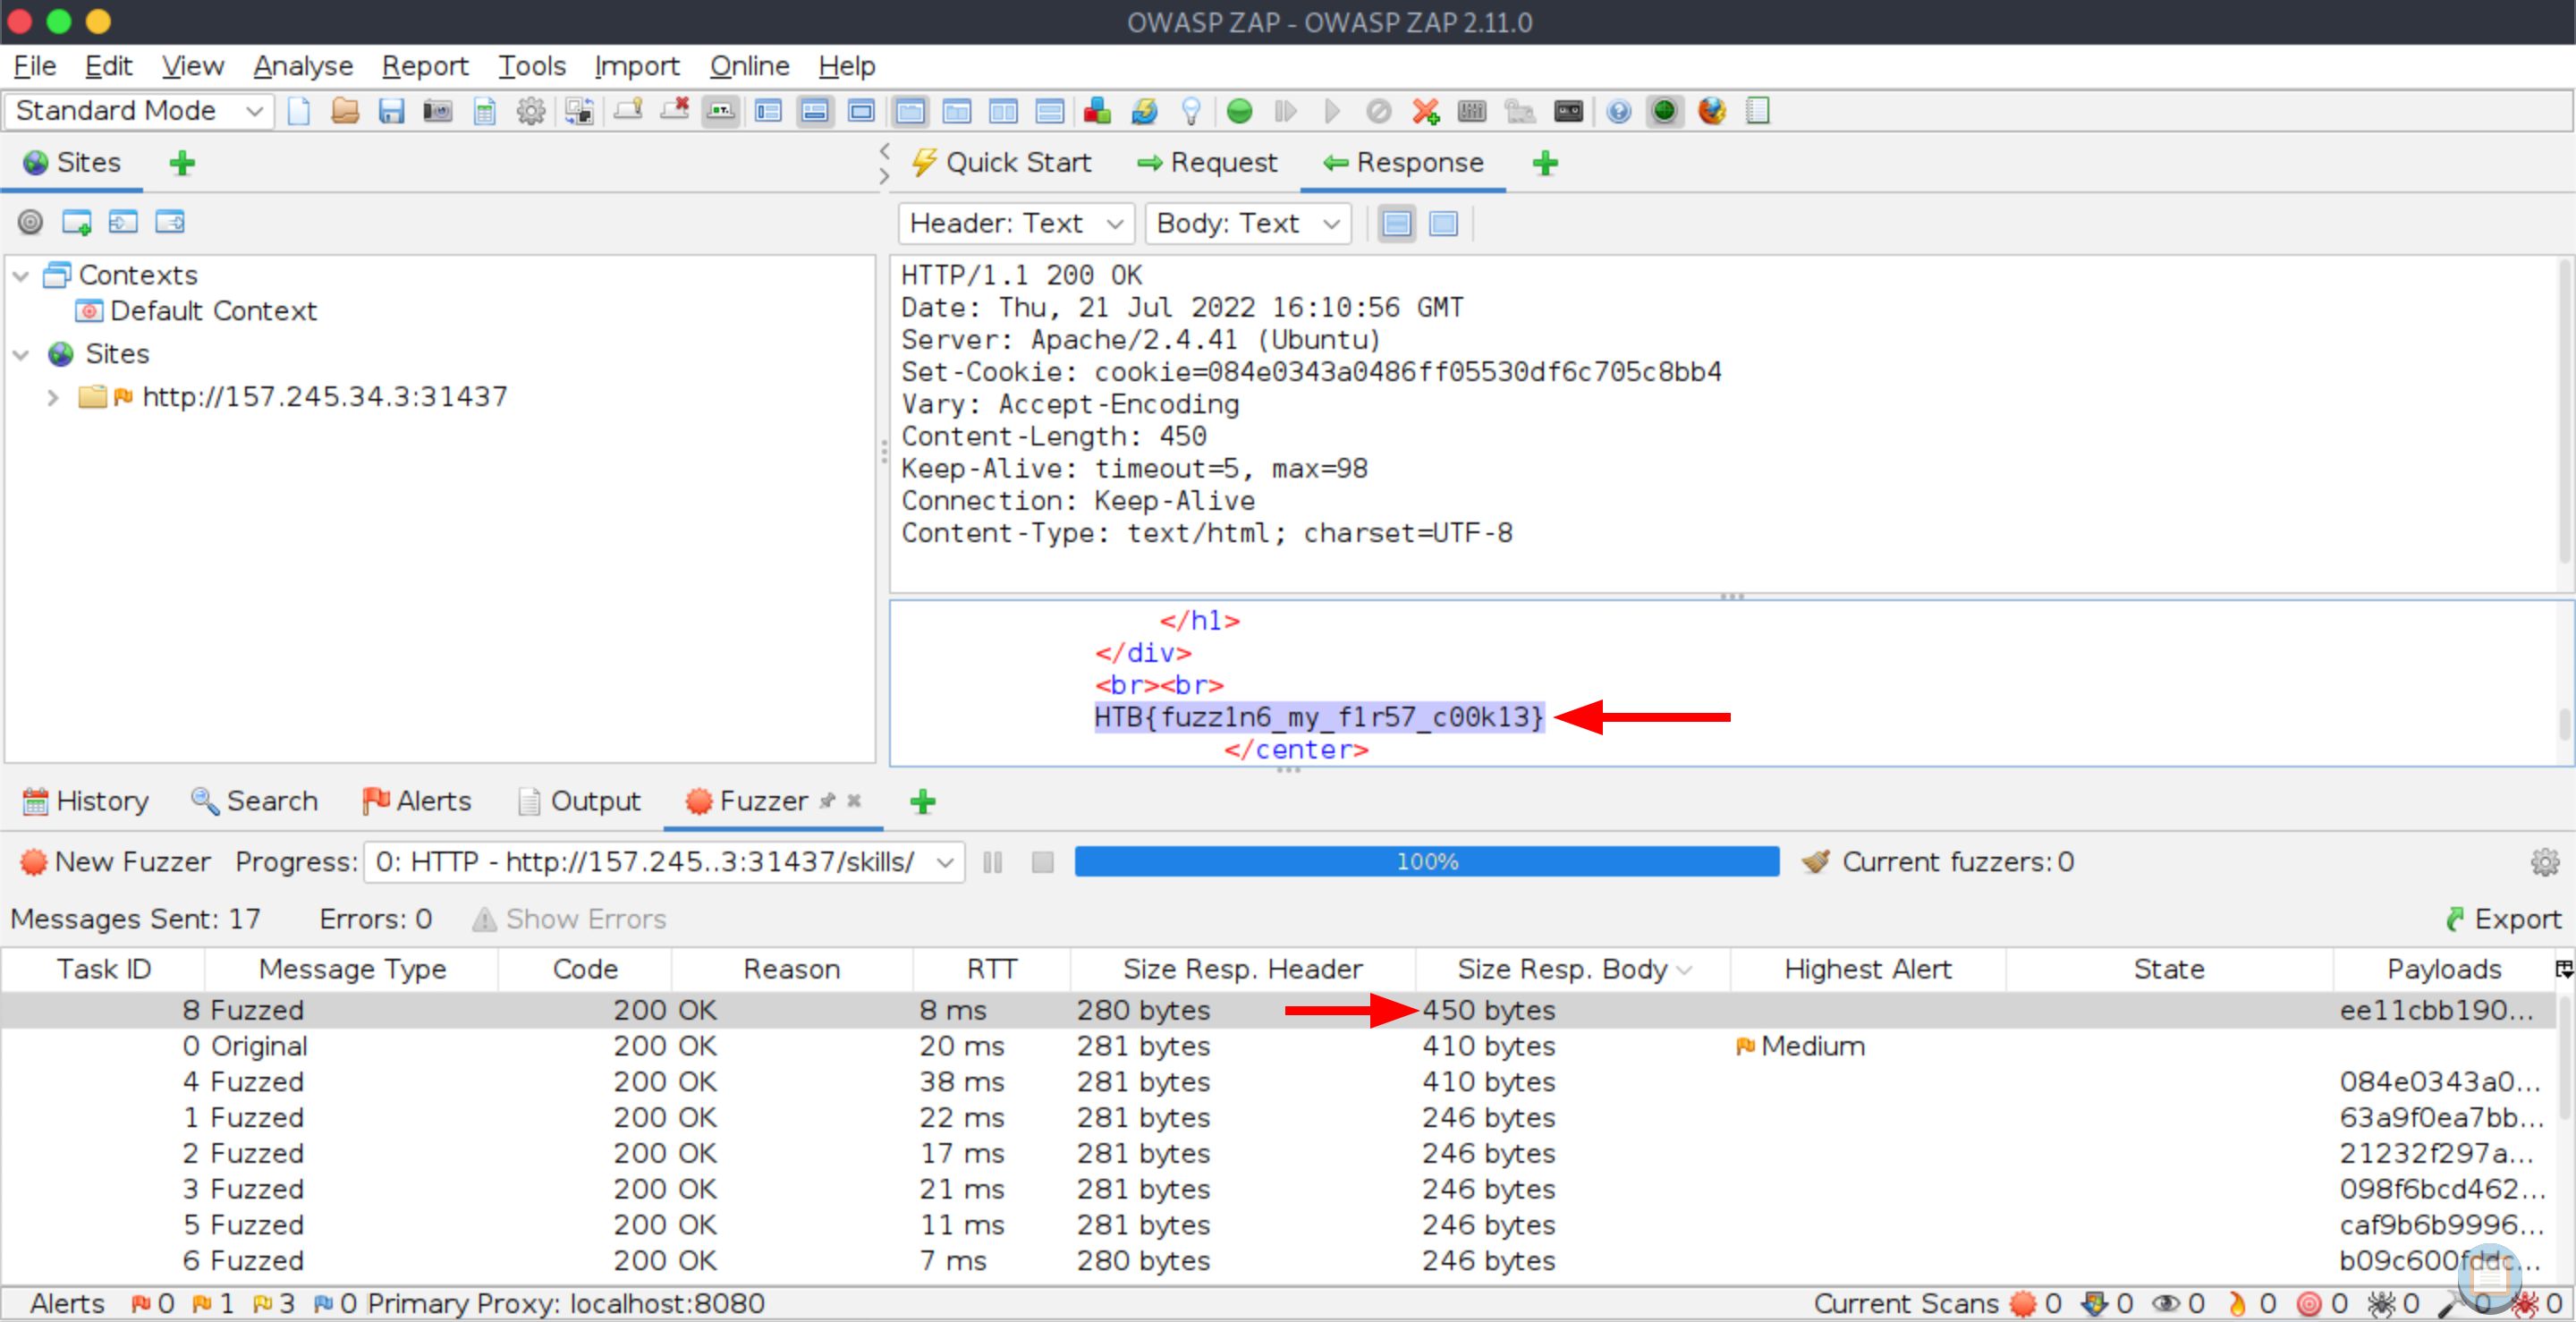 OWASP ZAP - OWASP ZAP 2.11.0
File Edit View Analyse Report Tools Import Online Help
Standard Mode
Sites
Quick Start Request Response
Header: Text Body: Text
Contexts
Default Context
Sites
http://157.245.34.3:31437
HTTP/1.1 200 OK
Date: Thu, 21 Jul 2022 16:10:56 GMT
Server: Apache/2.4.41 (Ubuntu)
Set-Cookie: cookie=084e0343a0486ff05530df6c705c8bb4
Vary: Accept-Encoding
Content-Length: 450
Keep-Alive: timeout=5, max=98
Connection: Keep-Alive
Content-Type: text/html; charset=UTF-8
</h1>
</div>
<br><br>
HTB{fuzz1n6_my_f1r57_c00k13}
</center>
History Search Alerts Output Fuzzer
New Fuzzer Progress: 0: HTTP - http://157.245..3:31437/skills/ 100% Current fuzzers: 0
Messages Sent: 17 Errors: 0 Show Errors Export
Task ID Message Type Code Reason RTT Size Resp. Header Size Resp. Body Highest Alert State Payloads
8 Fuzzed 200 OK 8 ms 280 bytes 450 bytes ee11cbb190...
0 Original 200 OK 20 ms 281 bytes 410 bytes Medium
4 Fuzzed 200 OK 38 ms 281 bytes 410 bytes 084e0343a0...
1 Fuzzed 200 OK 22 ms 281 bytes 246 bytes 63a9f0ea7bb...
2 Fuzzed 200 OK 17 ms 281 bytes 246 bytes 21232f297a...
3 Fuzzed 200 OK 21 ms 281 bytes 246 bytes 098f6bcd462...
5 Fuzzed 200 OK 11 ms 281 bytes 246 bytes caf9b6b9996...
6 Fuzzed 200 OK 7 ms 280 bytes 246 bytes b09c600fddc...
Alerts 0 1 3 0 Primary Proxy: localhost:8080 Current Scans 0 0 0 0 0 0 0 0